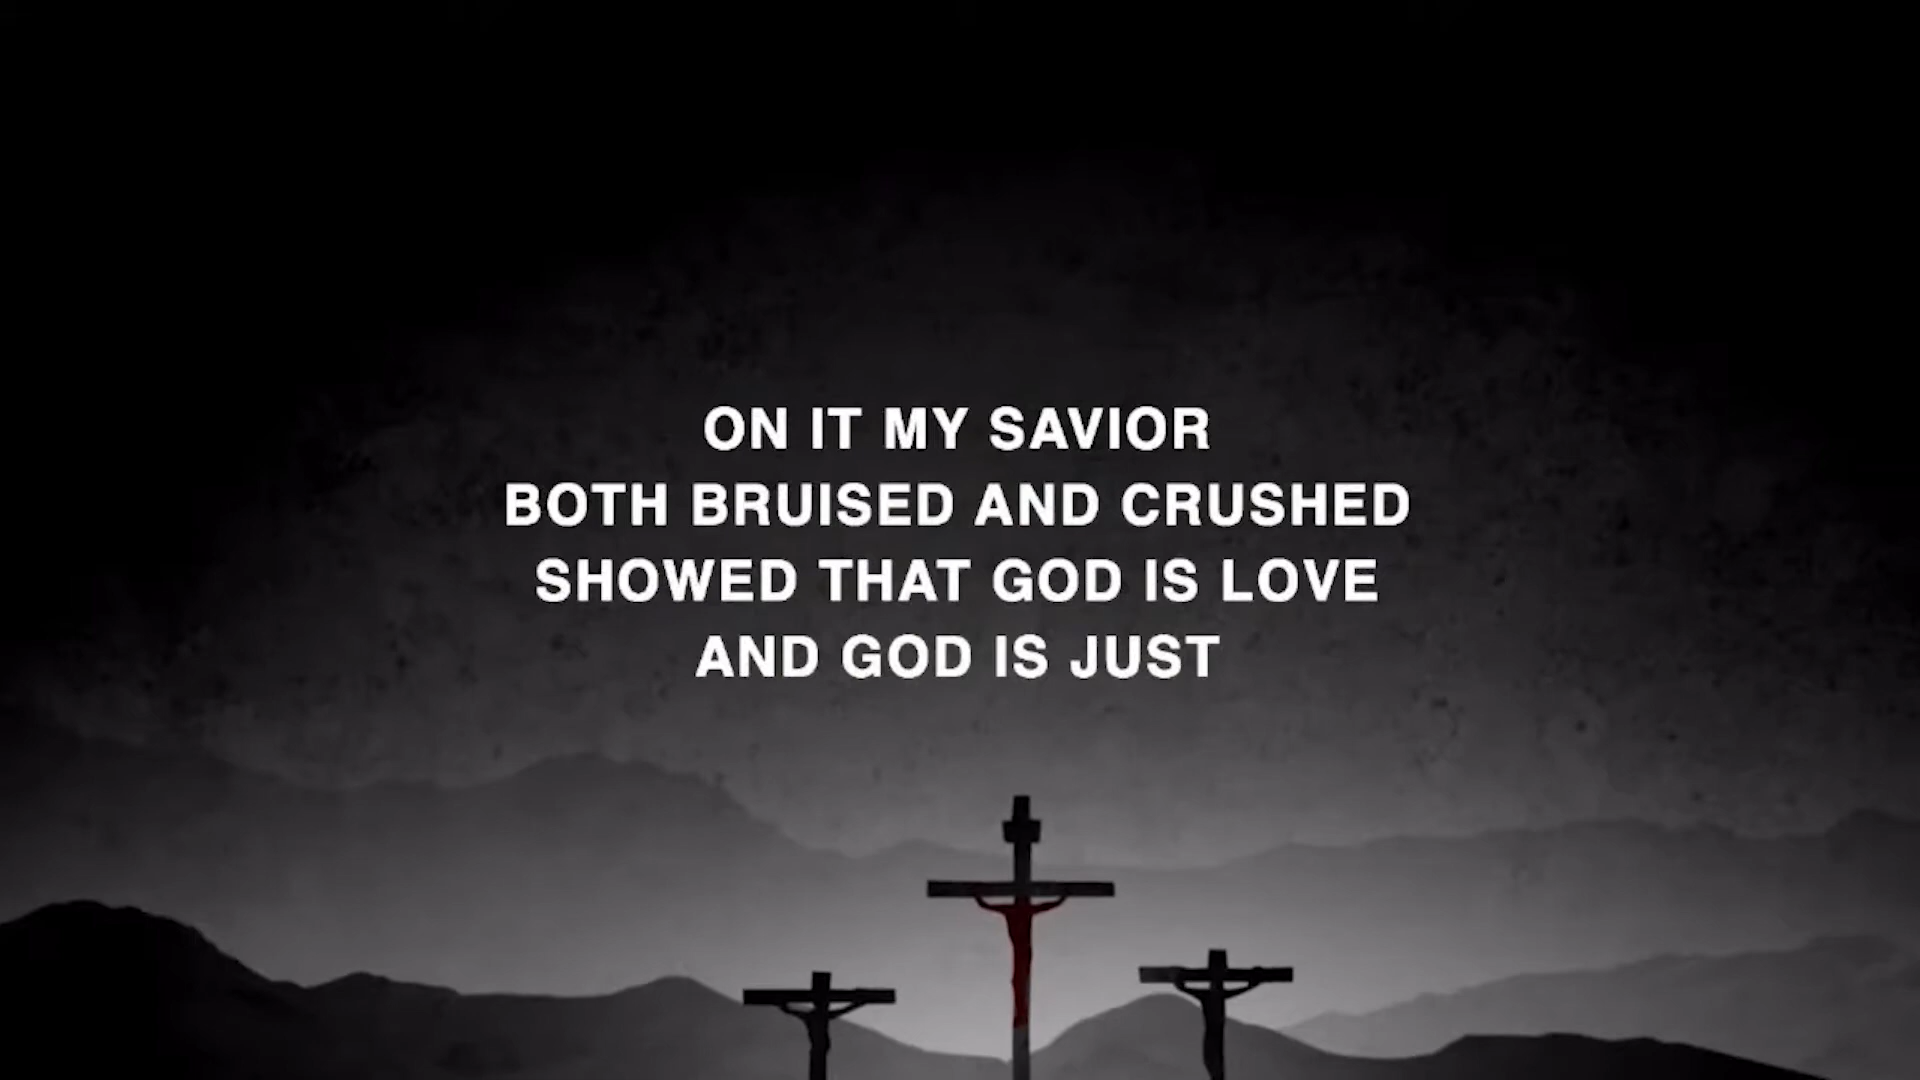 ON IT MY SAVIOR
BOTH BRUISED AND CRUSHED
SHOWED THAT GOD IS LOVE
AND GOD IS JUST